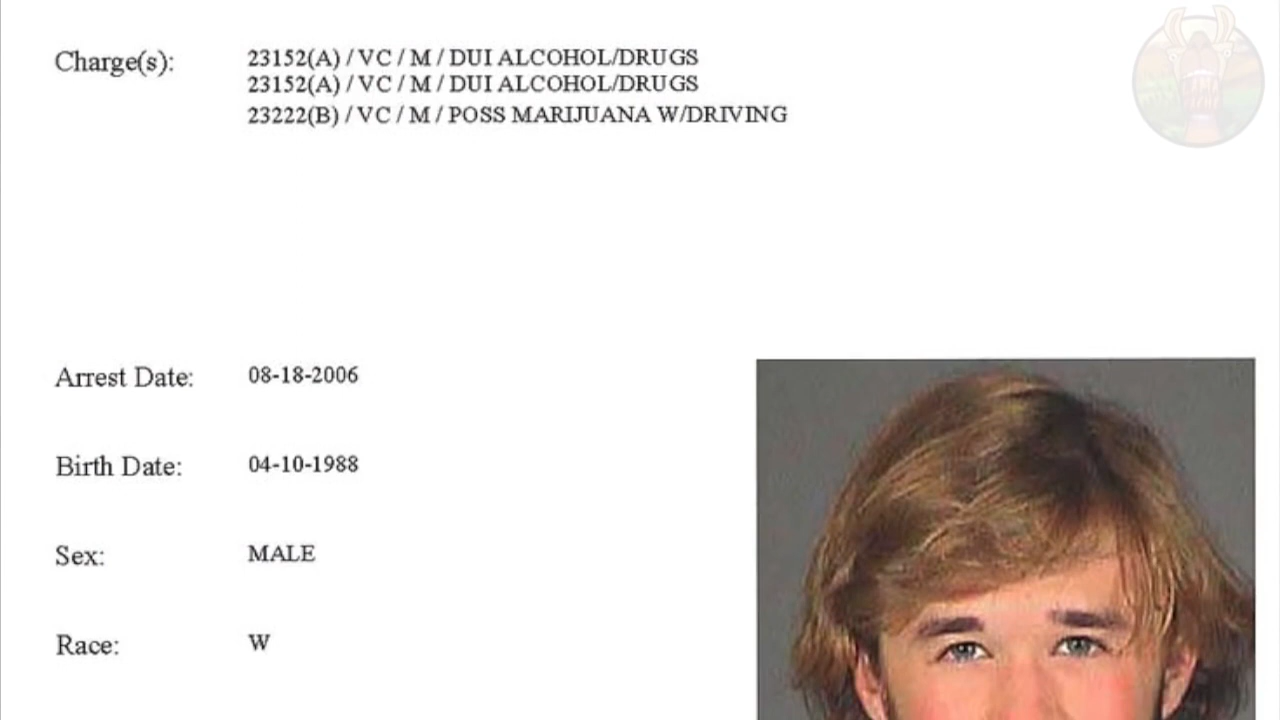 Charge(s): 23152(A) / VC / M / DUI ALCOHOL/DRUGS
23152(A) / VC / M / DUI ALCOHOL/DRUGS
23222(B) / VC / M / POSS MARIJUANA W/DRIVING
Arrest Date: 08-18-2006
Birth Date: 04-10-1988
Sex: MALE
Race: W